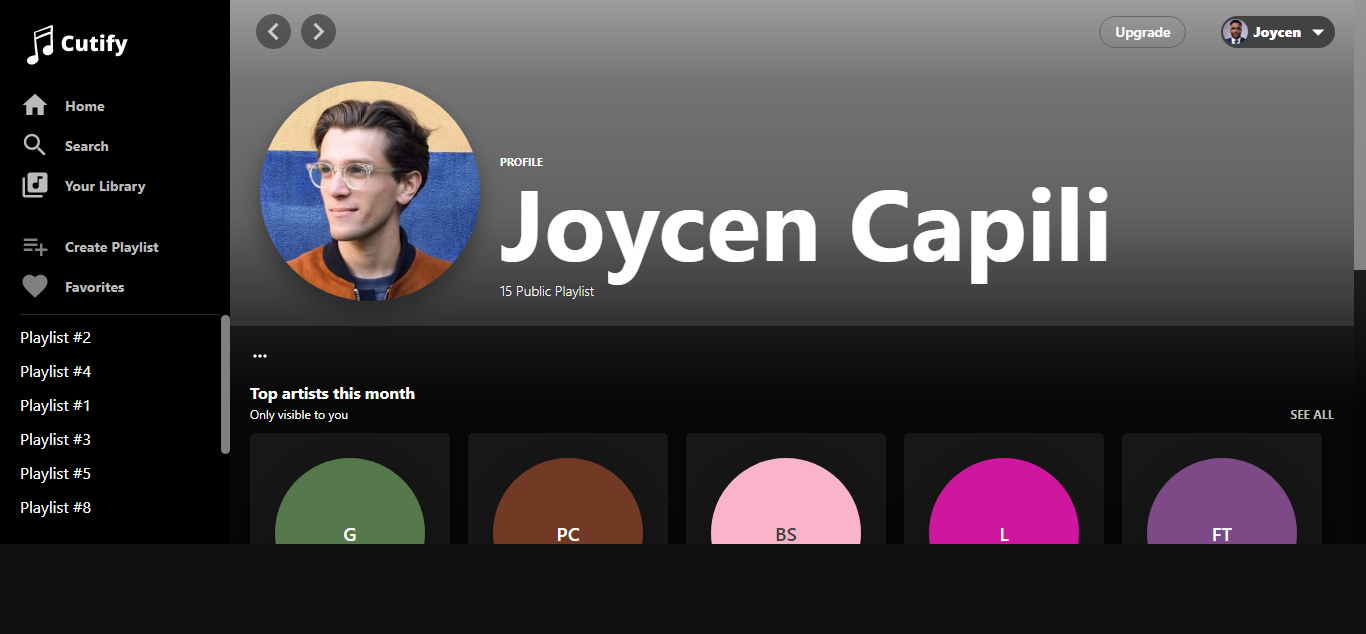 Cutify
Home
Search
Your Library
Create Playlist
Favorites
Playlist #2
Playlist #4
Playlist #1
Playlist #3
Playlist #5
Playlist #8
Upgrade
Joycen
PROFILE
Joycen Capili
15 Public Playlist
...
Top artists this month
Only visible to you
SEE ALL
G
PC
BS
L
FT